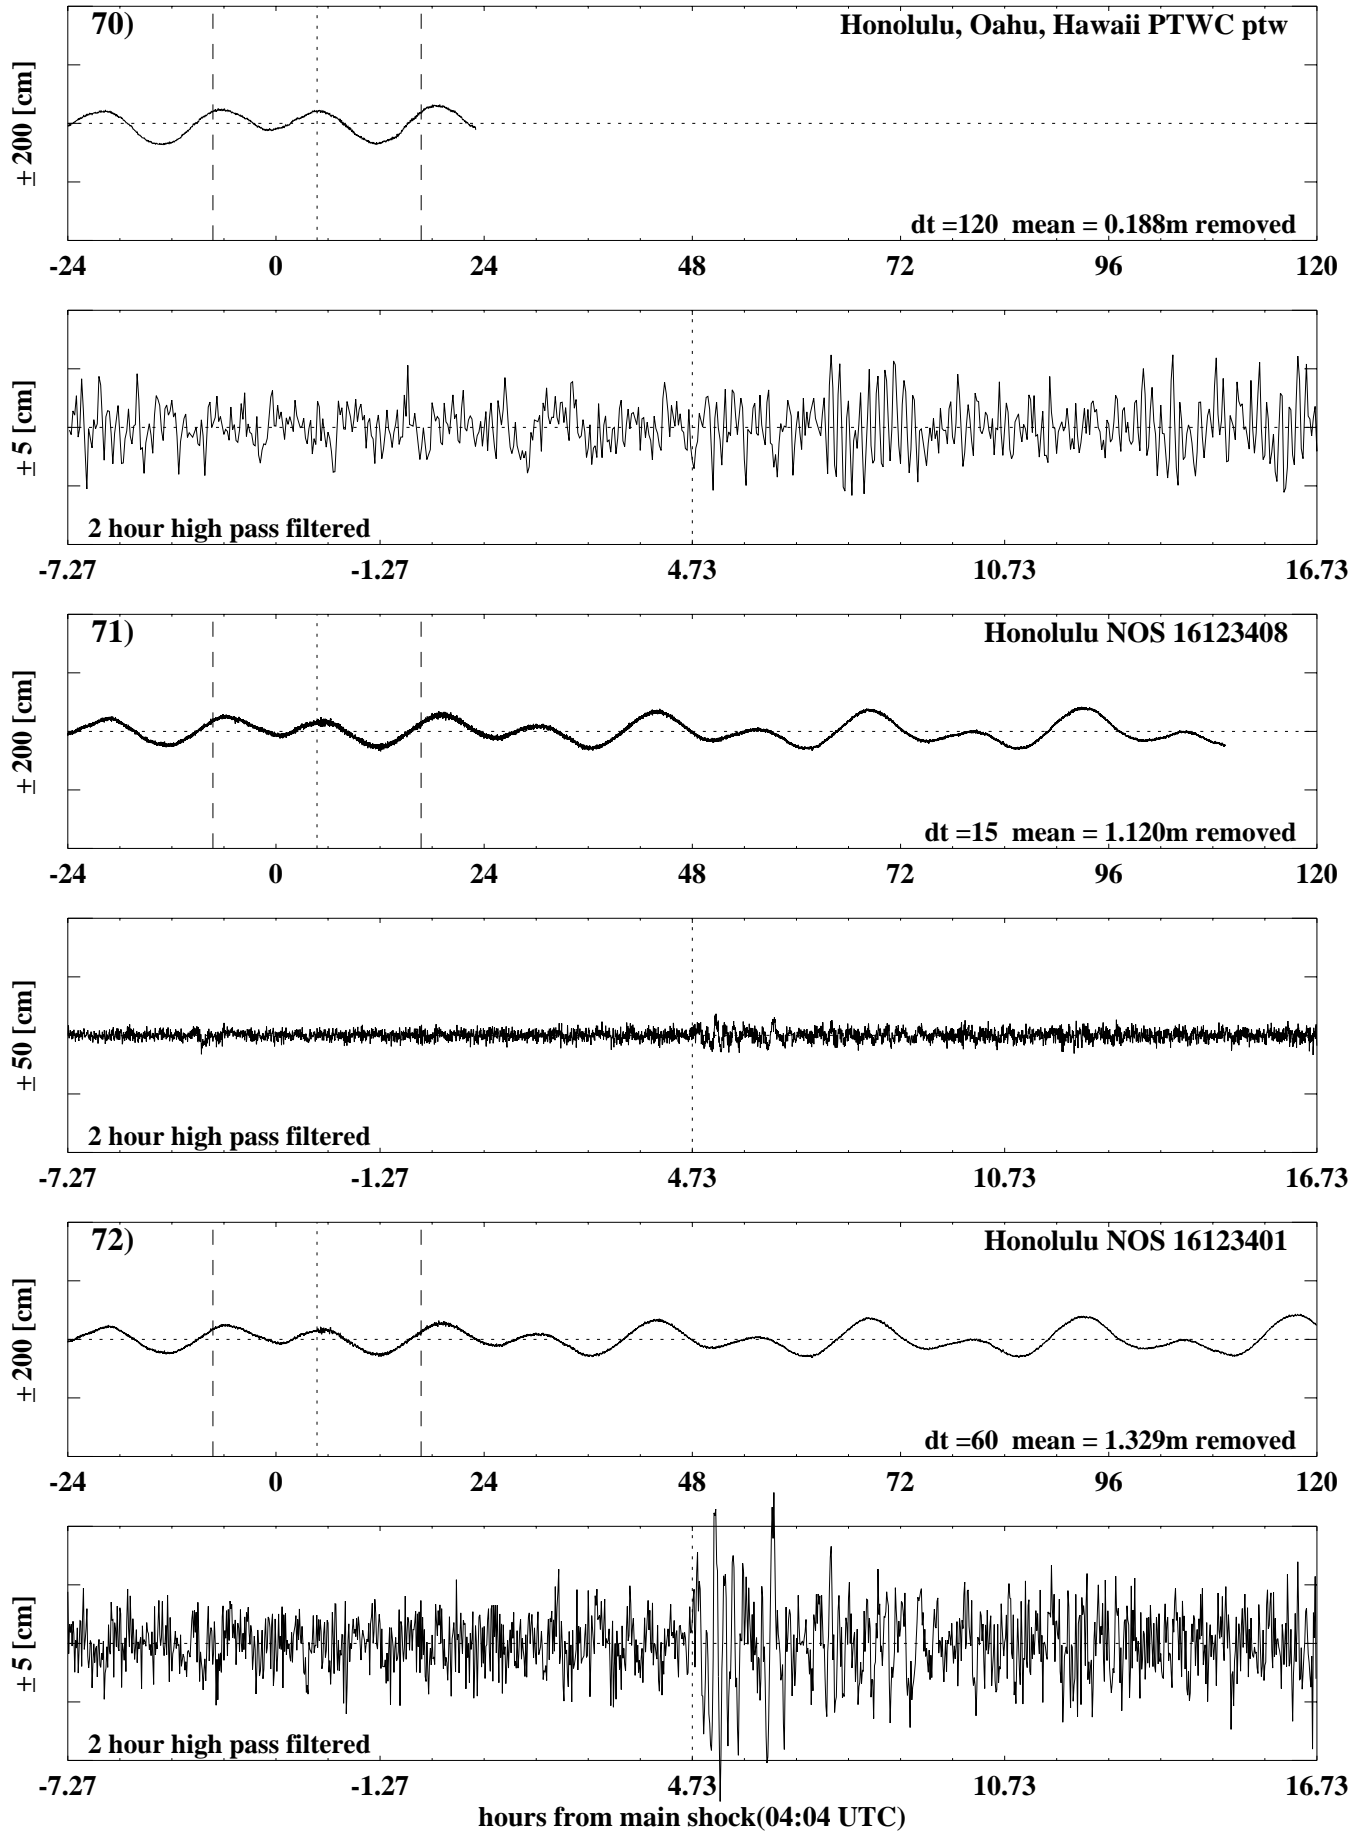 70) Honolulu, Oahu, Hawaii PTWC ptw
± 200 [cm]
dt =120 mean = 0.188m removed
-24 0 24 48 72 96 120
± 5 [cm]
2 hour high pass filtered
-7.27 -1.27 4.73 10.73 16.73
71) Honolulu NOS 16123408
± 200 [cm]
dt =15 mean = 1.120m removed
-24 0 24 48 72 96 120
± 50 [cm]
2 hour high pass filtered
-7.27 -1.27 4.73 10.73 16.73
72) Honolulu NOS 16123401
± 200 [cm]
dt =60 mean = 1.329m removed
-24 0 24 48 72 96 120
± 5 [cm]
2 hour high pass filtered
-7.27 -1.27 4.73 10.73 16.73
hours from main shock(04:04 UTC)